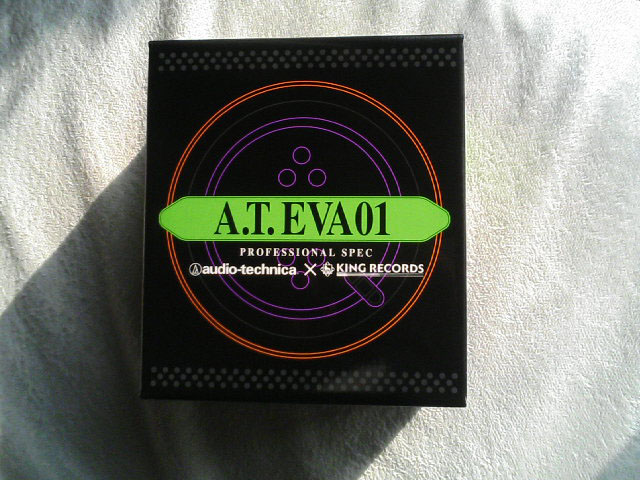 A.T.EVA01
PROFESSIONAL SPEC
audio-technica × KING RECORDS